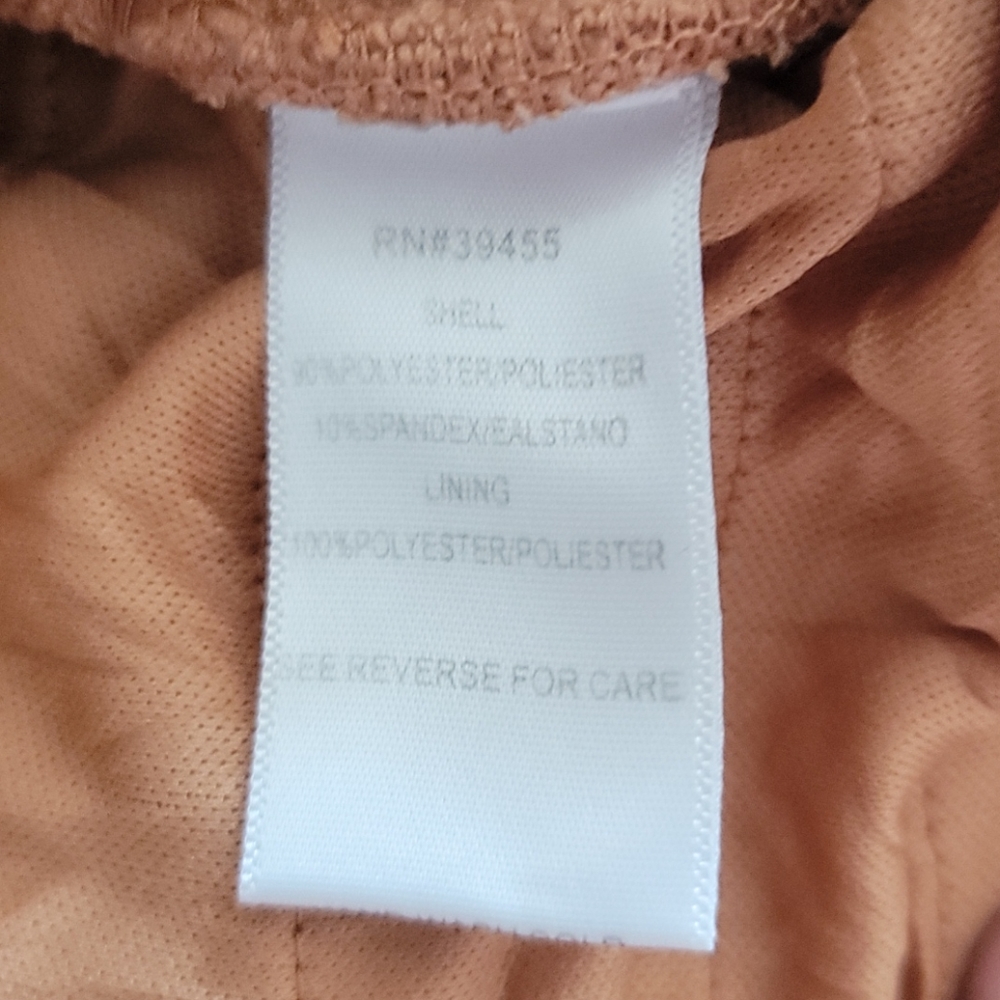 RN#39455
SHELL
90%POLYESTER/POLIESTER
10%SPANDEX/EALSTANO
LINING
100%POLYESTER/POLIESTER
SEE REVERSE FOR CARE